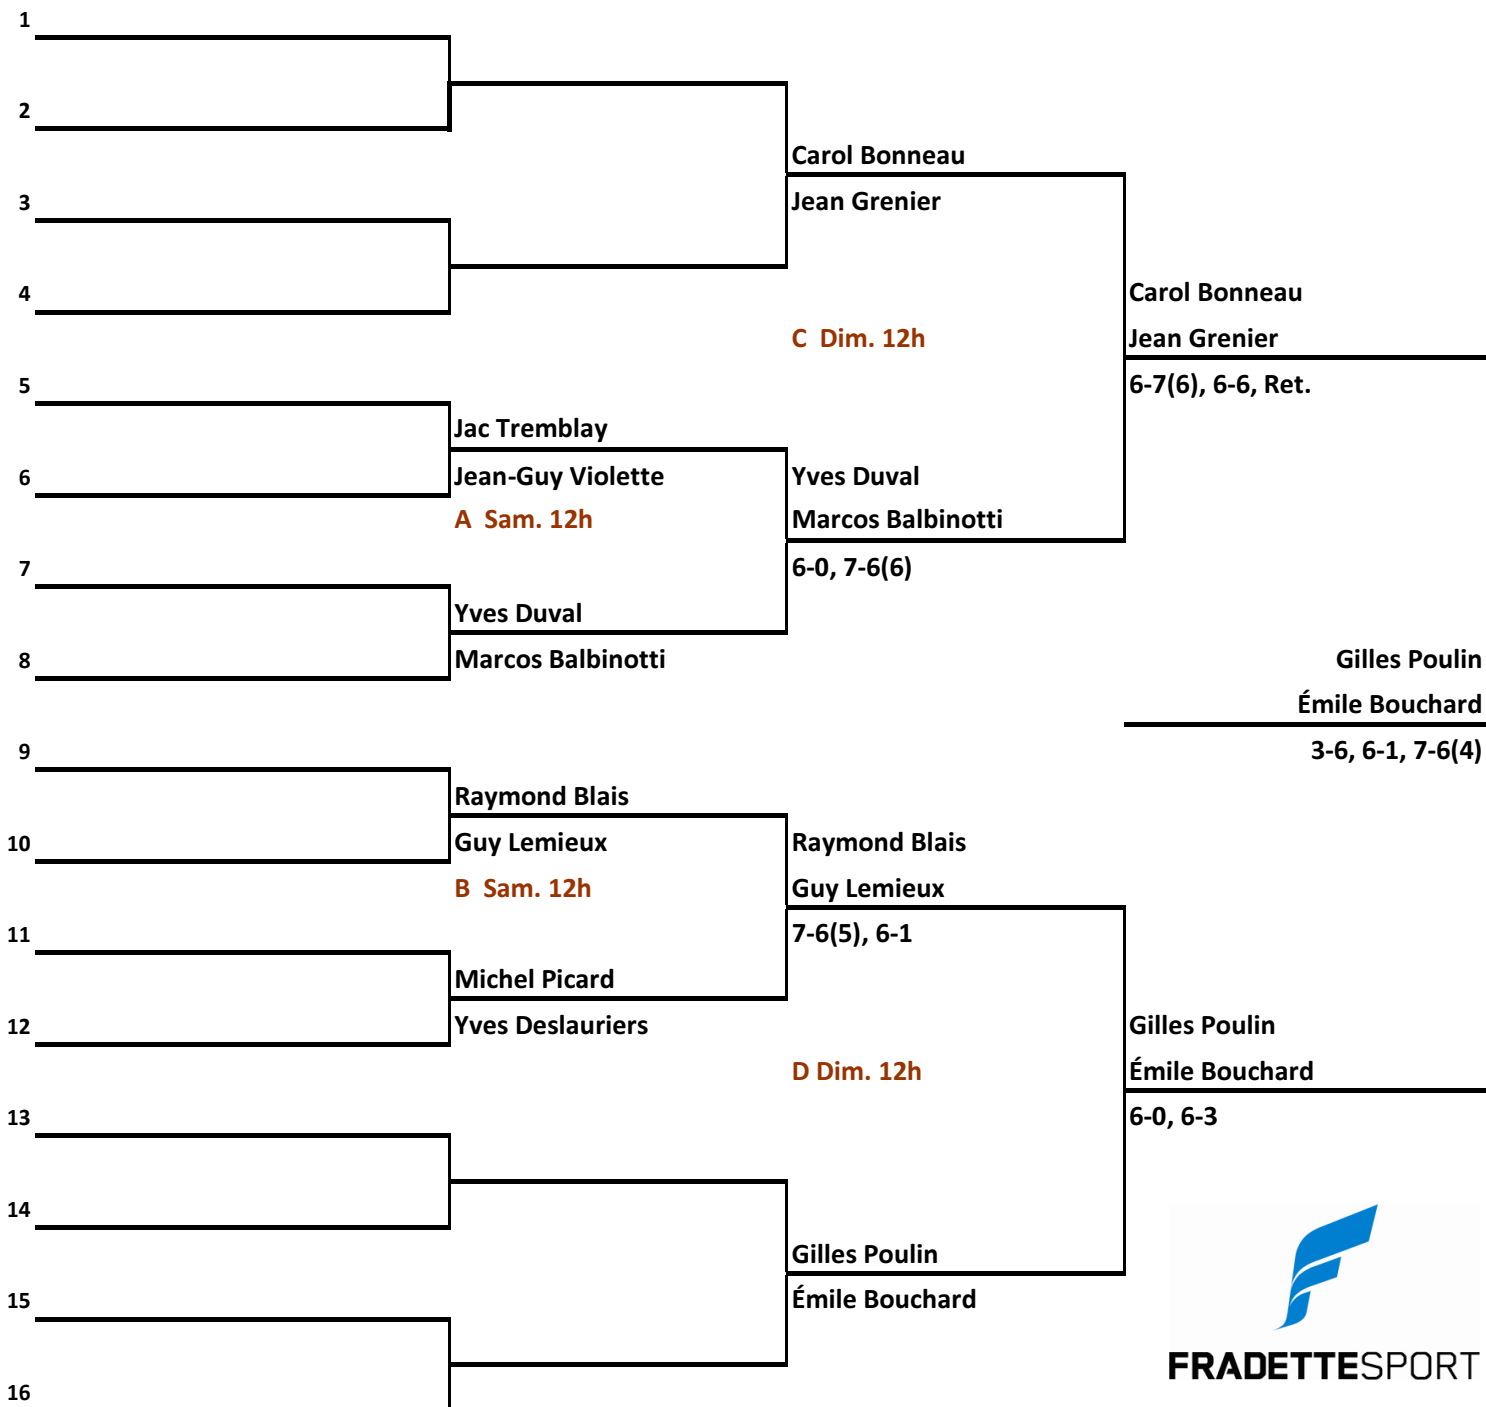 1
2
Carol Bonneau
3
Jean Grenier
4
Carol Bonneau
C  Dim. 12h
Jean Grenier
5
6-7(6), 6-6, Ret.
Jac Tremblay
6
Jean-Guy Violette
Yves Duval
A  Sam. 12h
Marcos Balbinotti
7
6-0, 7-6(6)
Yves Duval
8
Marcos Balbinotti
Gilles Poulin
Émile Bouchard
9
3-6, 6-1, 7-6(4)
Raymond Blais
10
Guy Lemieux
Raymond Blais
B  Sam. 12h
Guy Lemieux
11
7-6(5), 6-1
Michel Picard
12
Yves Deslauriers
Gilles Poulin
D Dim. 12h
Émile Bouchard
13
6-0, 6-3
14
Gilles Poulin
15
Émile Bouchard
FRADETTESPORT
16